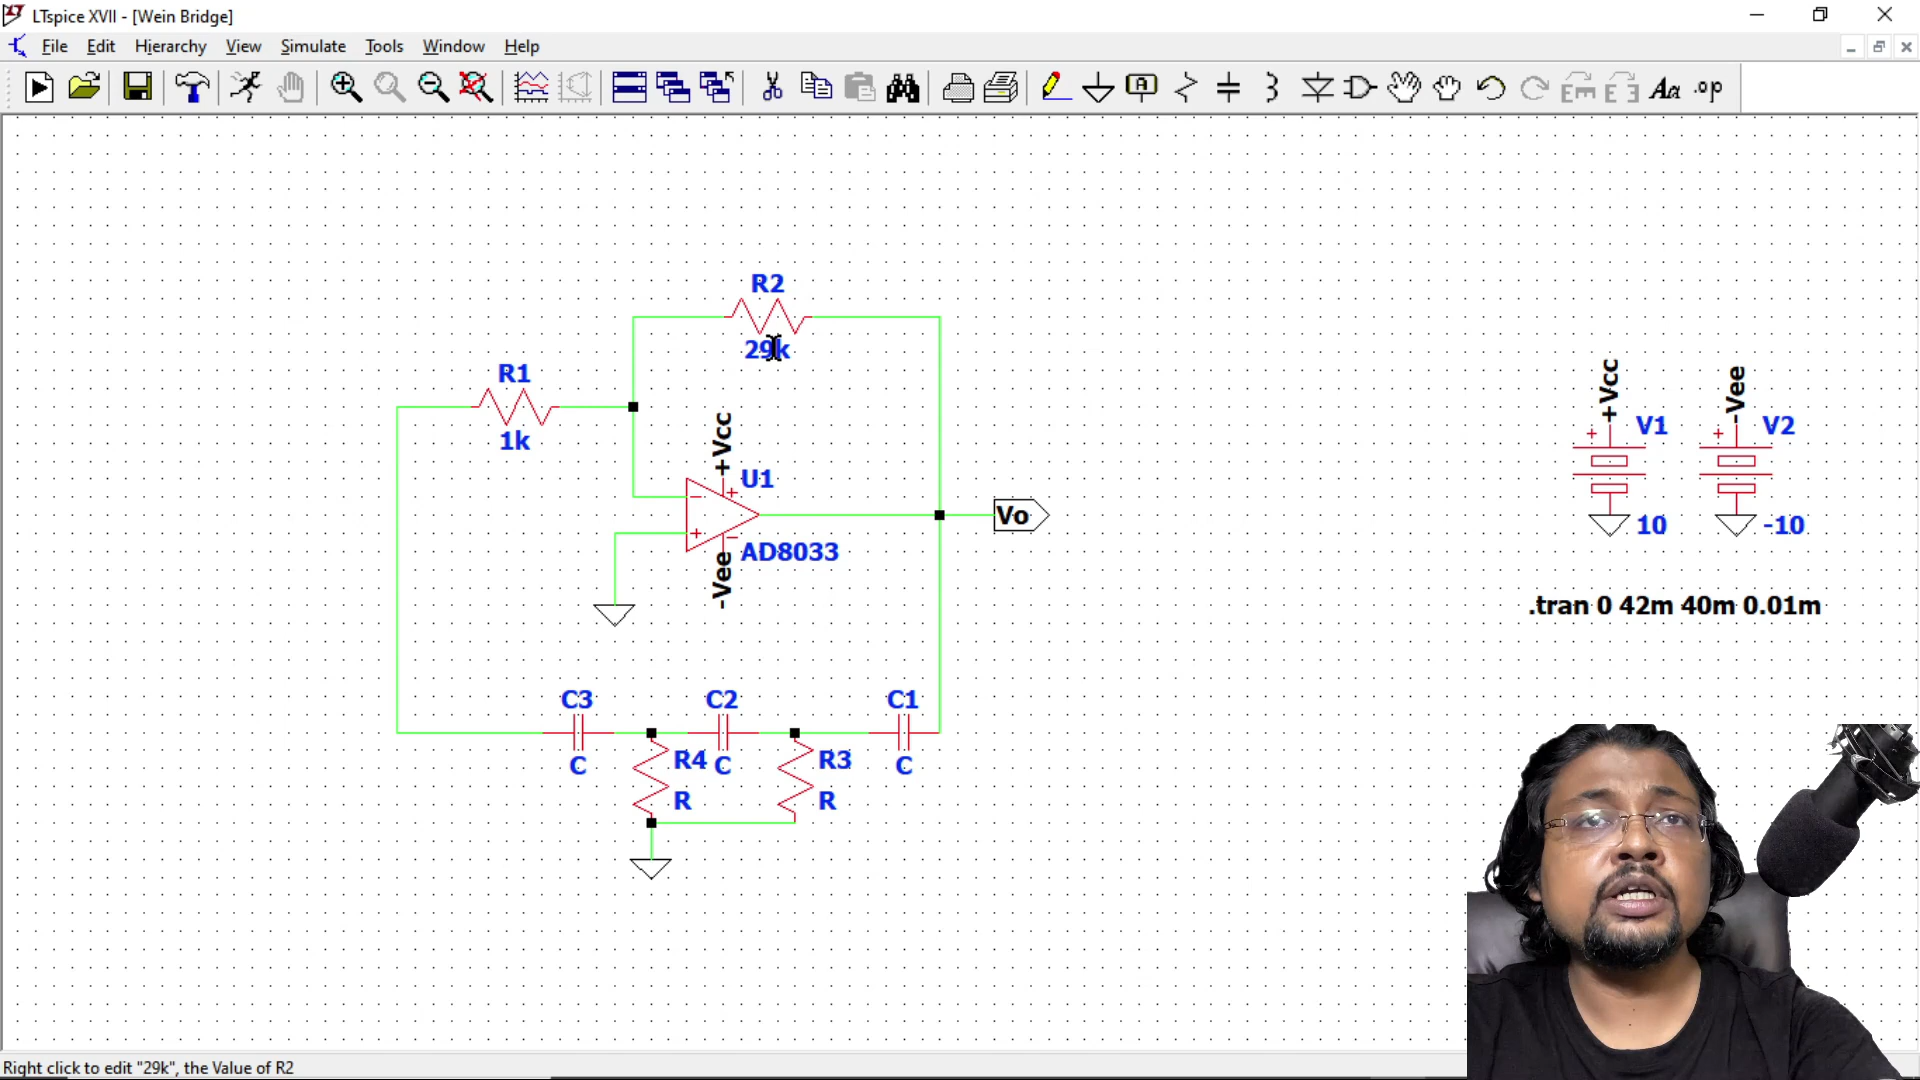 LTspice XVII - [Wein Bridge]
File Edit Hierarchy View Simulate Tools Window Help
A Aa .op
R2
29k
R1
1k
+Vcc
U1
AD8033
-Vee
Vo
+Vcc
V1
10
-Vee
V2
-10
.tran 0 42m 40m 0.01m
C3 C2 C1
C C C
R4 R3
R R
Right click to edit "29k", the Value of R2